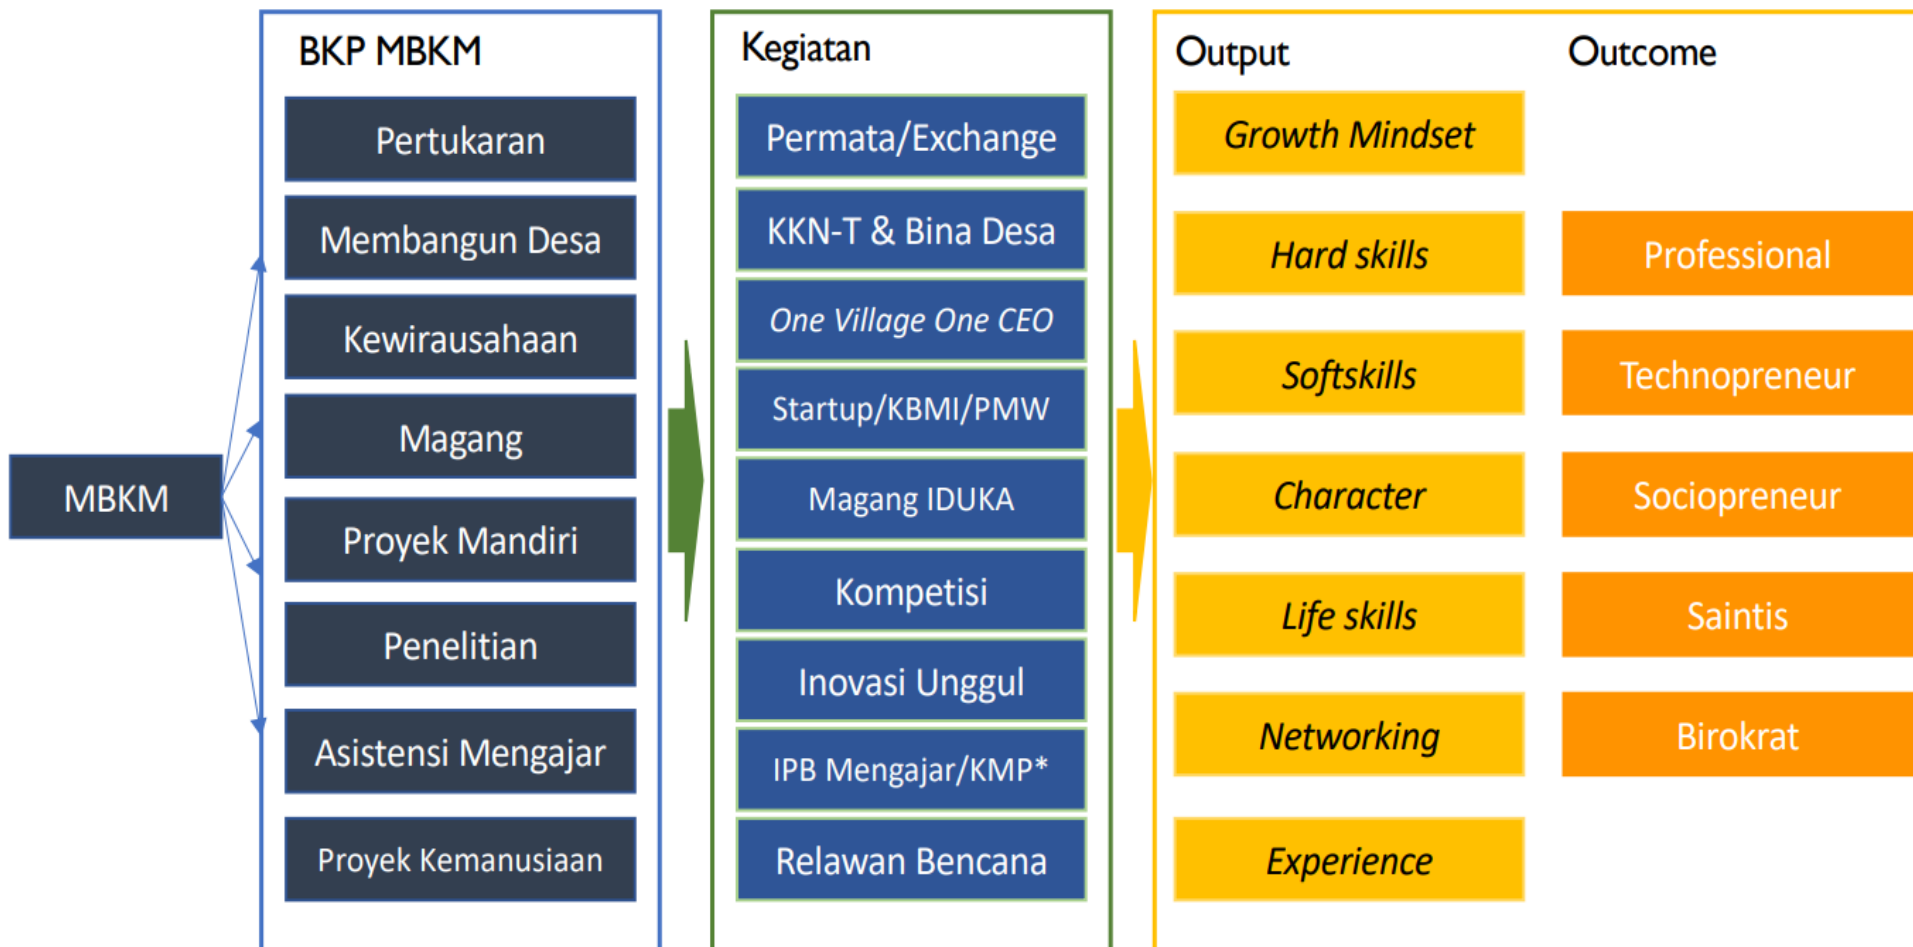 MBKM
BKP MBKM
Pertukaran
Membangun Desa
Kewirausahaan
Magang
Proyek Mandiri
Penelitian
Asistensi Mengajar
Proyek Kemanusiaan
Kegiatan
Permata/Exchange
KKN-T & Bina Desa
One Village One CEO
Startup/KBMI/PMW
Magang IDUKA
Kompetisi
Inovasi Unggul
IPB Mengajar/KMP*
Relawan Bencana
Output
Growth Mindset
Hard skills
Softskills
Character
Life skills
Networking
Experience
Outcome
Professional
Technopreneur
Sociopreneur
Saintis
Birokrat